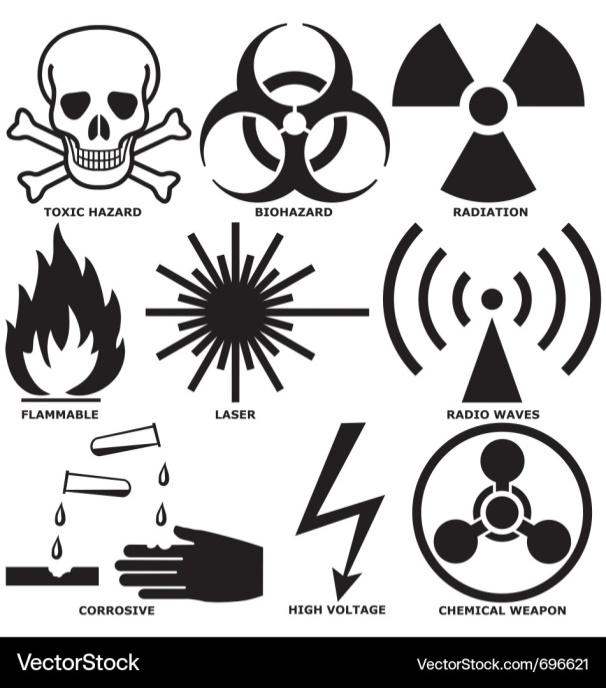 TOXIC HAZARD
BIOHAZARD
RADIATION
FLAMMABLE
LASER
RADIO WAVES
CORROSIVE
HIGH VOLTAGE
CHEMICAL WEAPON
VectorStock
VectorStock.com/696621